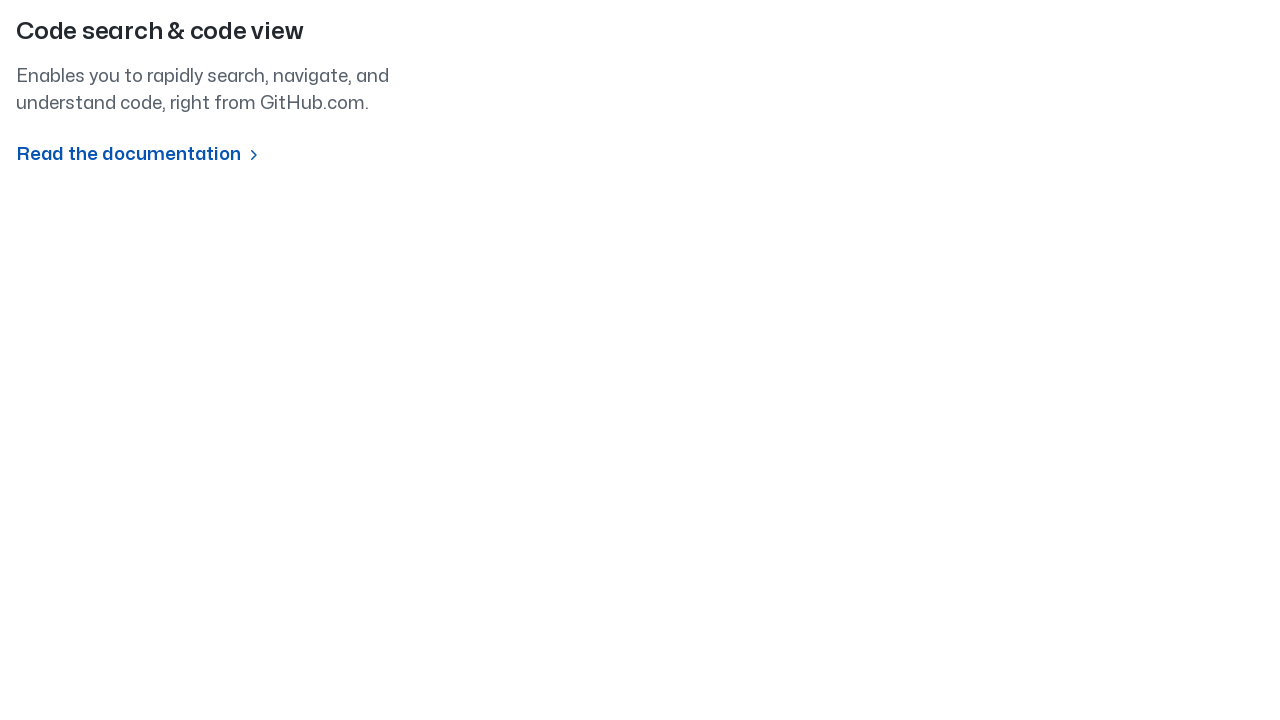 Code search & code view
Enables you to rapidly search, navigate, and
understand code, right from GitHub.com.
Read the documentation